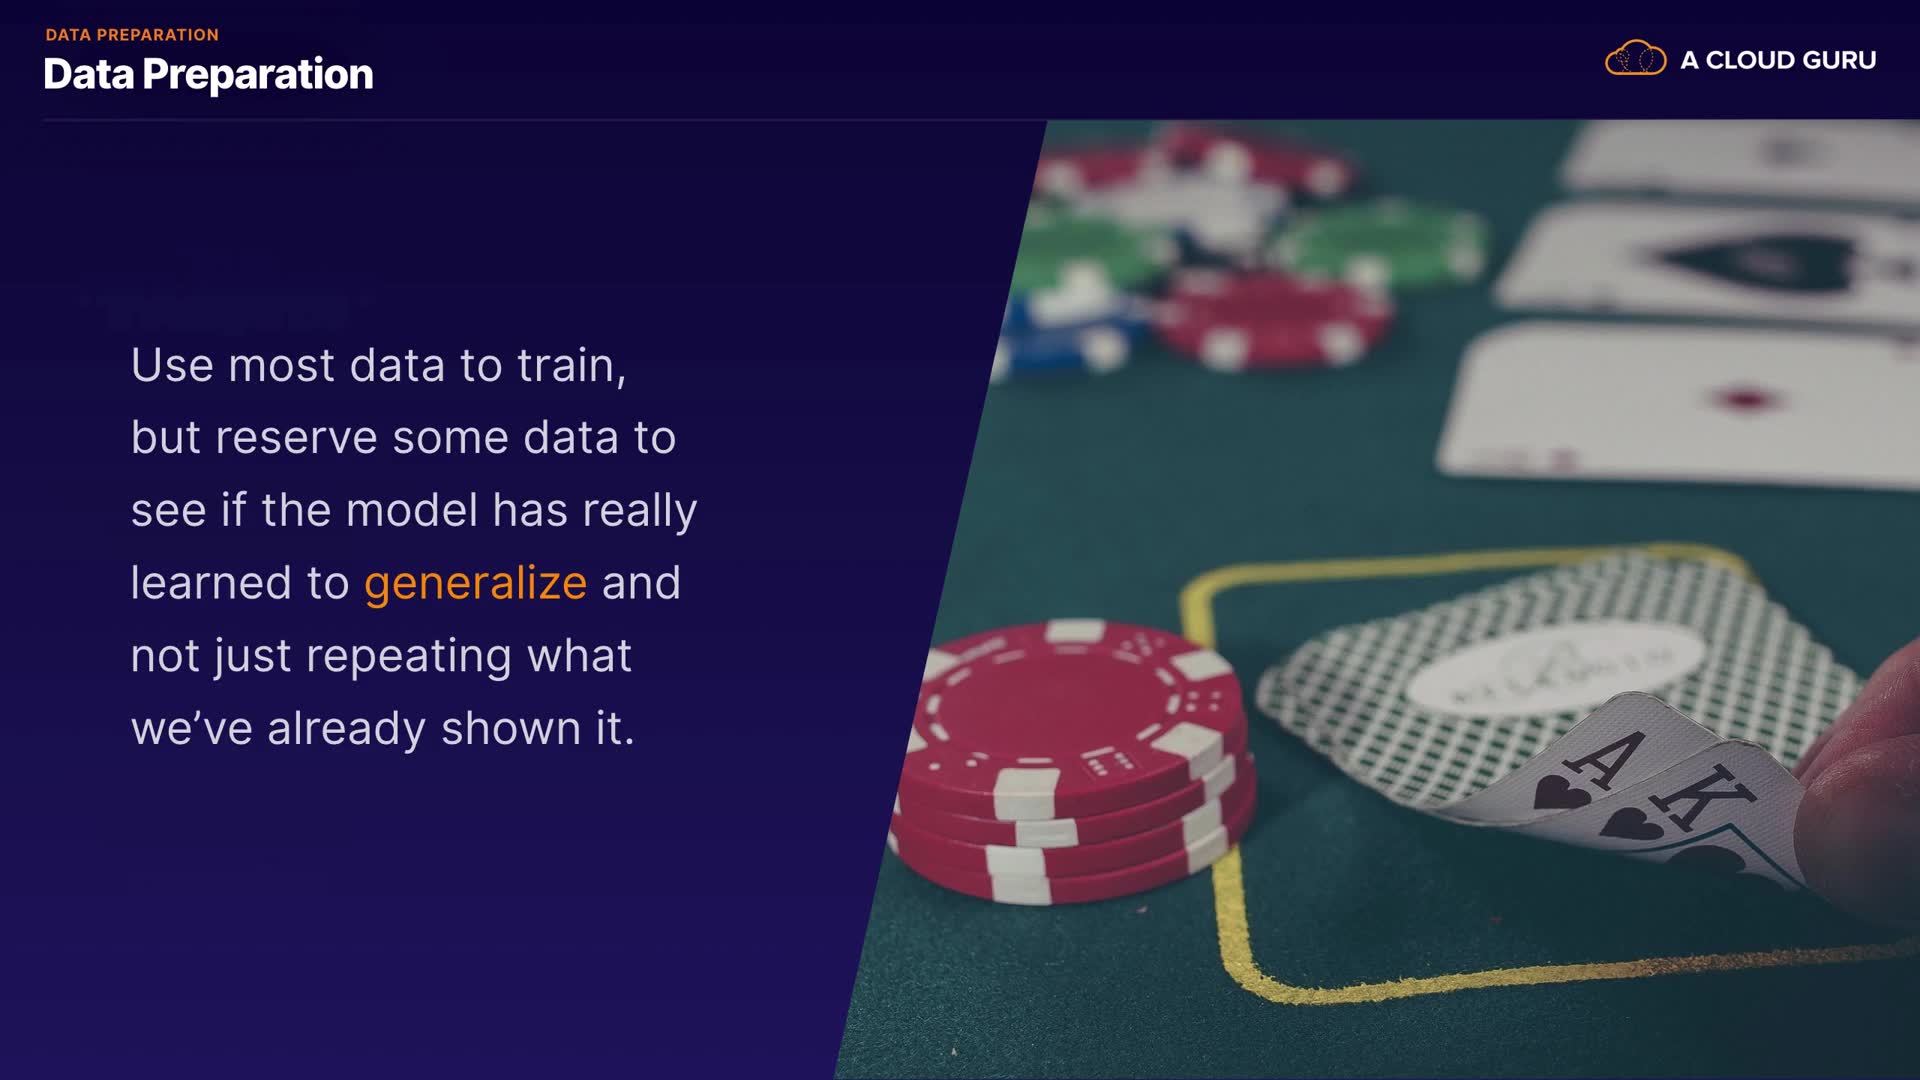 DATA PREPARATION
Data Preparation
A CLOUD GURU
Use most data to train,
but reserve some data to
see if the model has really
learned to generalize and
not just repeating what
we’ve already shown it.
A
K